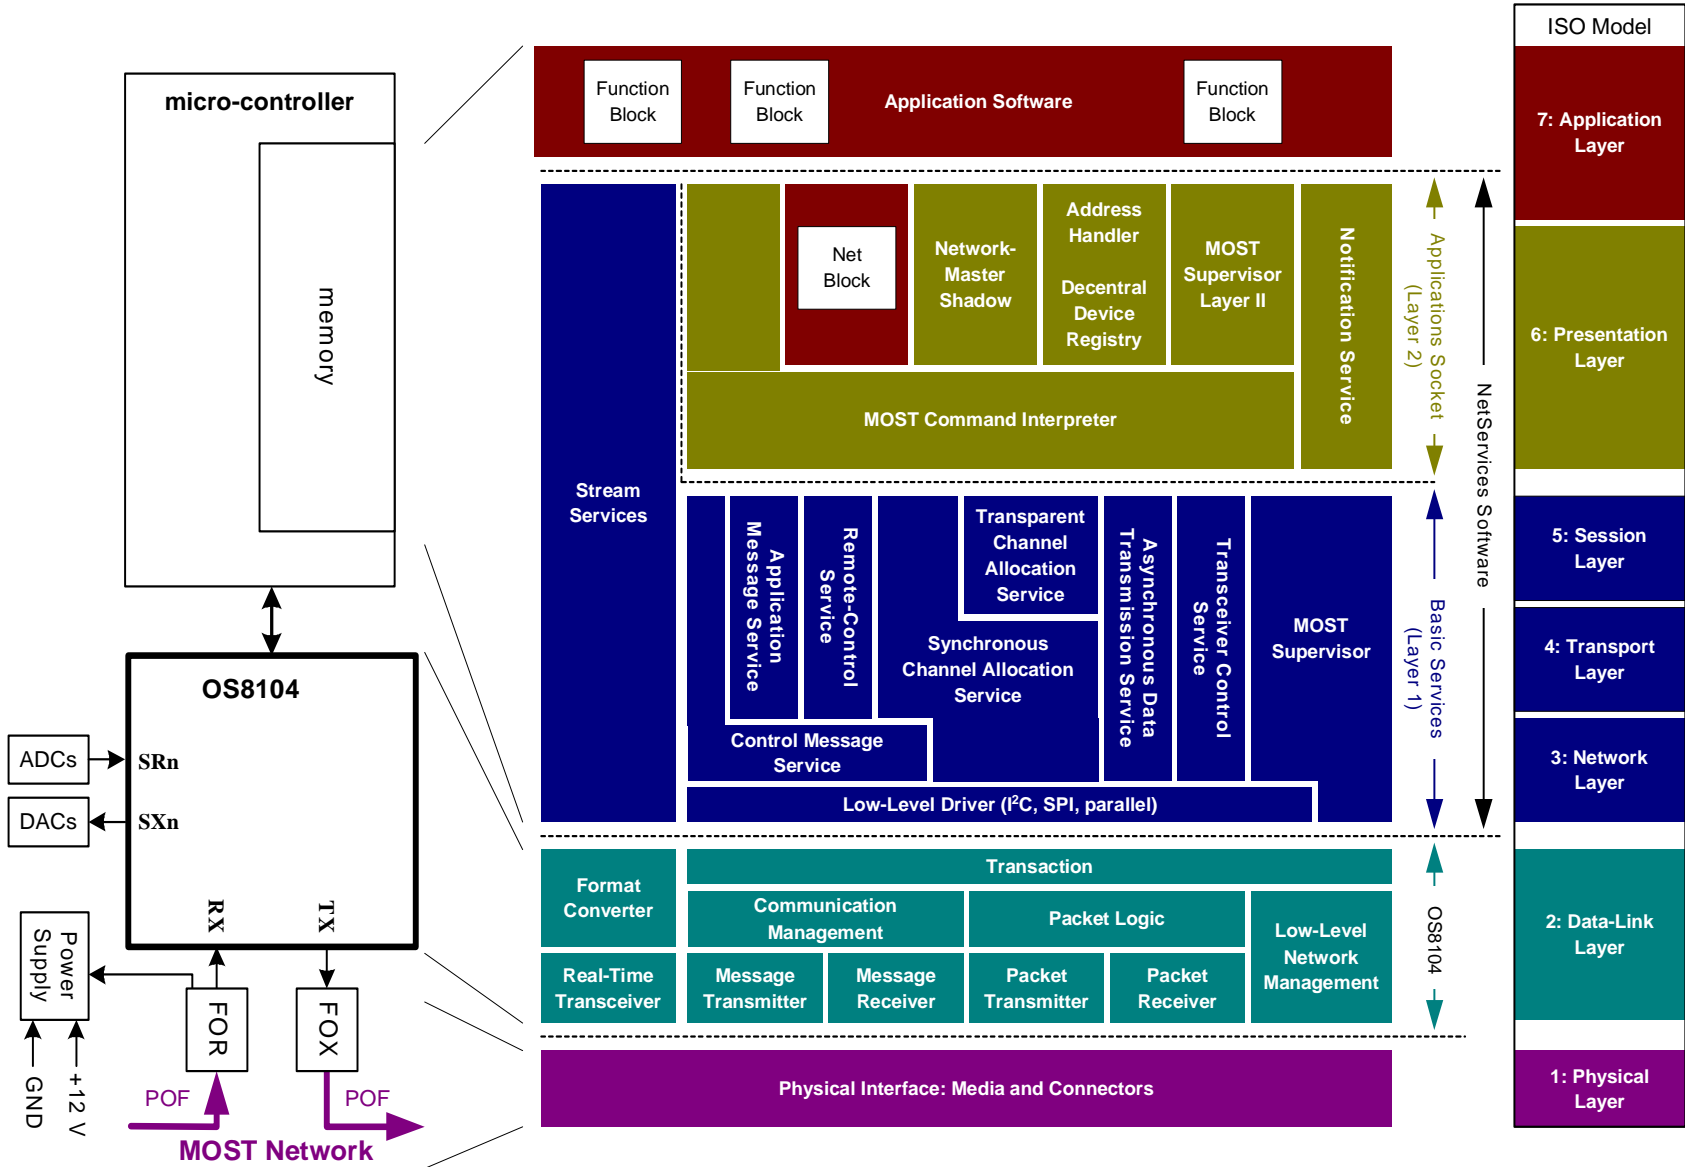 micro-controller
memory
OS8104
ADCs
SRn
DACs
SXn
RX
TX
Power
Supply
FOR
FOX
GND
+12 V
POF
POF
MOST Network
Function
Block
Function
Block
Application Software
Function
Block
Stream
Services
Net
Block
Network-
Master
Shadow
Address
Handler
Decentral
Device
Registry
MOST
Supervisor
Layer II
Notification Service
MOST Command Interpreter
Application
Message Service
Remote-Control
Service
Transparent
Channel
Allocation
Service
Synchronous
Channel Allocation
Service
Asynchronous Data
Transmission Service
Transceiver Control
Service
MOST
Supervisor
Control Message
Service
Low-Level Driver (I²C, SPI, parallel)
Format
Converter
Transaction
Communication
Management
Packet Logic
Low-Level
Network
Management
Real-Time
Transceiver
Message
Transmitter
Message
Receiver
Packet
Transmitter
Packet
Receiver
Physical Interface: Media and Connectors
Applications Socket
(Layer 2)
Basic Services
(Layer 1)
NetServices Software
OS8104
ISO Model
7: Application
Layer
6: Presentation
Layer
5: Session
Layer
4: Transport
Layer
3: Network
Layer
2: Data-Link
Layer
1: Physical
Layer